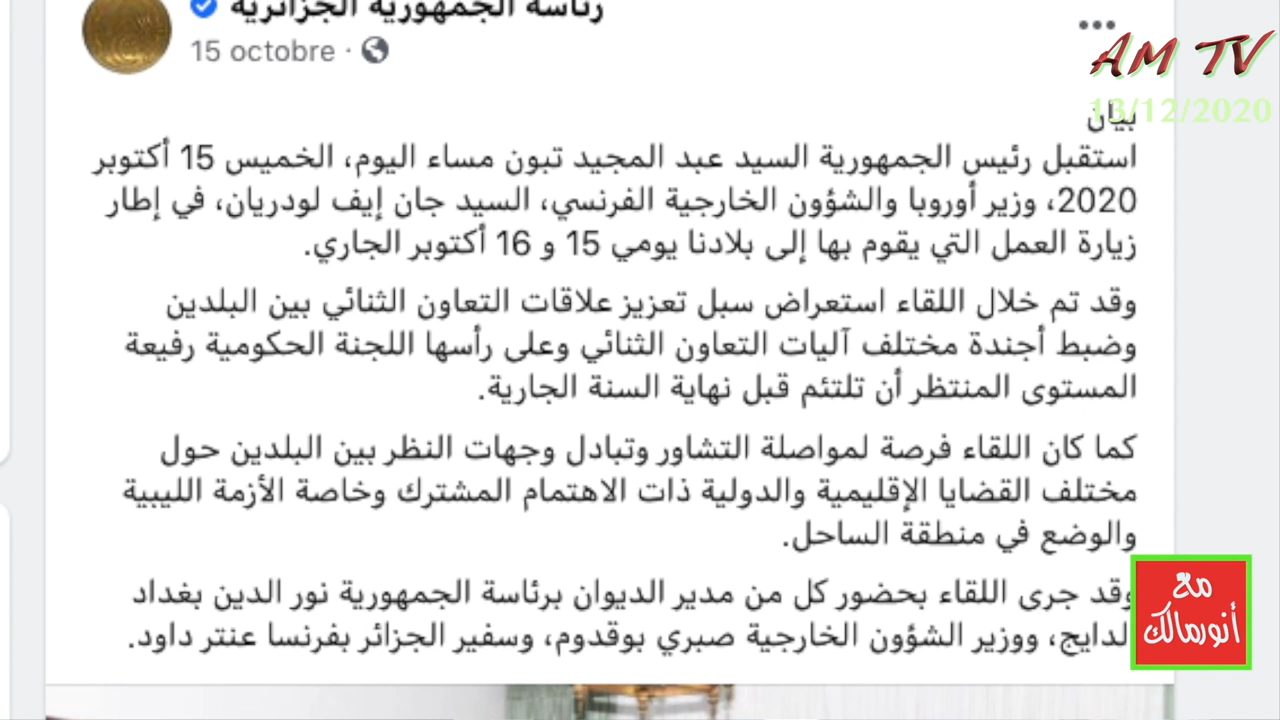 رئاسة الجمهورية الجزائرية
15 octobre ·
AM TV
13/12/2020
بيان
استقبل رئيس الجمهورية السيد عبد المجيد تبون مساء اليوم، الخميس 15 أكتوبر
2020، وزير أوروبا والشؤون الخارجية الفرنسي، السيد جان إيف لودريان، في إطار
زيارة العمل التي يقوم بها إلى بلادنا يومي 15 و 16 أكتوبر الجاري.
وقد تم خلال اللقاء استعراض سبل تعزيز علاقات التعاون الثنائي بين البلدين
وضبط أجندة مختلف آليات التعاون الثنائي وعلى رأسها اللجنة الحكومية رفيعة
المستوى المنتظر أن تلتئم قبل نهاية السنة الجارية.
كما كان اللقاء فرصة لمواصلة التشاور وتبادل وجهات النظر بين البلدين حول
مختلف القضايا الإقليمية والدولية ذات الاهتمام المشترك وخاصة الأزمة الليبية
والوضع في منطقة الساحل.
وقد جرى اللقاء بحضور كل من مدير الديوان برئاسة الجمهورية نور الدين بغداد
لدايج، ووزير الشؤون الخارجية صبري بوقدوم، وسفير الجزائر بفرنسا عنتر داود.
مع
أنورمالك